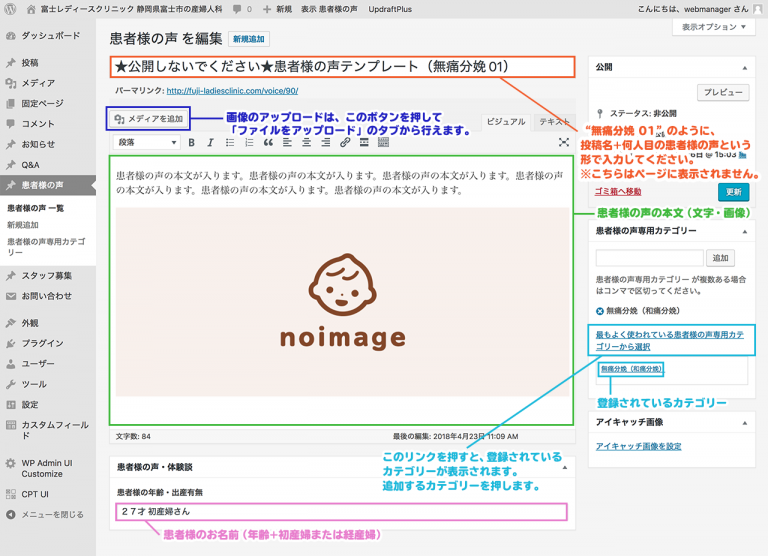 富士レディースクリニック 静岡県富士市の産婦人科 0 新規 表示 患者様の声 UpdraftPlus こんにちは、webmanager さん
表示オプション
ダッシュボード
投稿
メディア
固定ページ
コメント
お知らせ
Q&A
患者様の声
患者様の声 一覧
新規追加
患者様の声専用カテゴリー
スタッフ募集
お問い合わせ
外観
プラグイン
ユーザー
ツール
設定
カスタムフィールド
WP Admin UI Customize
CPT UI
メニューを閉じる
患者様の声 を編集 新規追加
★公開しないでください★患者様の声テンプレート（無痛分娩 01）
パーマリンク: http://fuji-ladiesclinic.com/voice/90/
メディアを追加
画像のアップロードは、このボタンを押して
「ファイルをアップロード」のタブから行えます。
ビジュアル テキスト
段落 B I
患者様の声の本文が入ります。患者様の声の本文が入ります。患者様の声の本文が入ります。患者様の声
の本文が入ります。患者様の声の本文が入ります。患者様の声の本文が入ります。
noimage
文字数: 84 最後の編集: 2018年4月23日 11:09 AM
患者様の声・体験談
患者様の年齢・出産有無
２７才 初産婦さん
患者様のお名前（年齢＋初産婦または経産婦）
公開
プレビュー
ステータス: 非公開
“無痛分娩 01”のように、
投稿名＋何人目の患者様の声という
形で入力してください。
※こちらはページに表示されません。
日 @ 15:03
ゴミ箱へ移動 更新
患者様の声の本文（文字・画像）
患者様の声専用カテゴリー
追加
患者様の声専用カテゴリー が複数ある場合
はコンマで区切ってください。
無痛分娩（和痛分娩）
最もよく使われている患者様の声専用カテ
ゴリーから選択
無痛分娩（和痛分娩）
登録されているカテゴリー
アイキャッチ画像
アイキャッチ画像を設定
このリンクを押すと、登録されている
カテゴリーが表示されます。
追加するカテゴリーを押します。